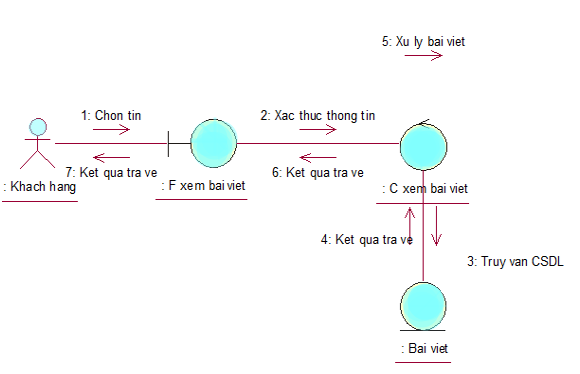 5: Xu ly bai viet
1: Chon tin
2: Xac thuc thong tin
7: Ket qua tra ve
6: Ket qua tra ve
: Khach hang
: F xem bai viet
: C xem bai viet
4: Ket qua tra ve
3: Truy van CSDL
: Bai viet